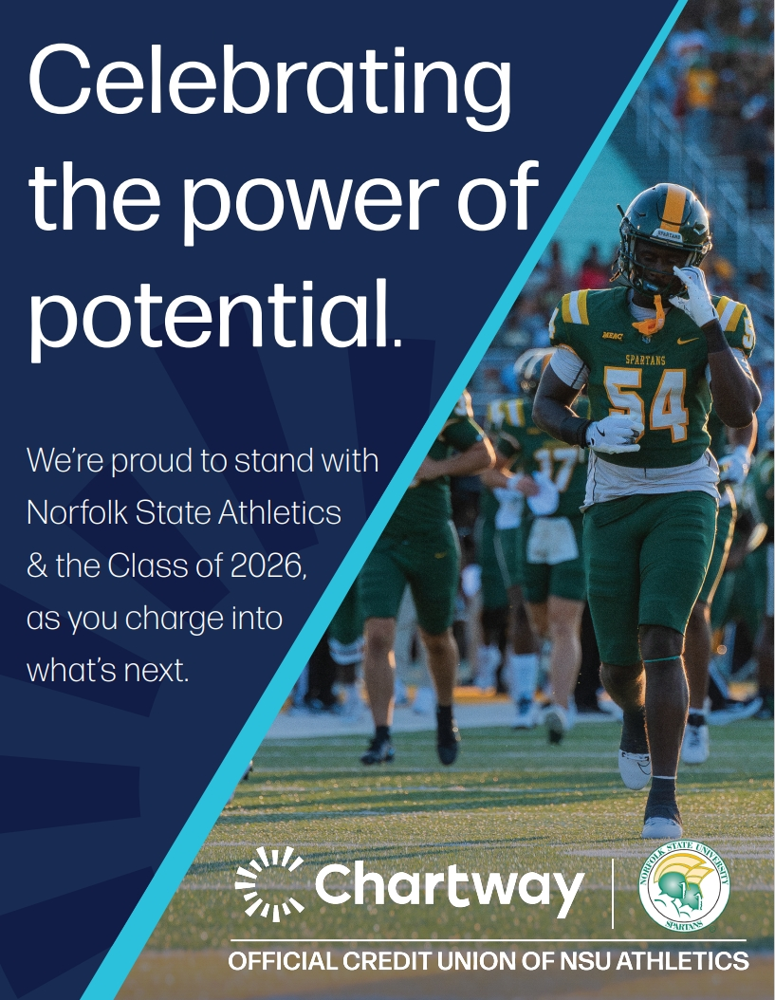 Celebrating
the power of
potential.
We're proud to stand with
Norfolk State Athletics
& the Class of 2026,
as you charge into
what's next.
SPARTANS
MEAC
SPARTANS
54
17
Chartway
NORFOLK STATE UNIVERSITY
SPARTANS
OFFICIAL CREDIT UNION OF NSU ATHLETICS